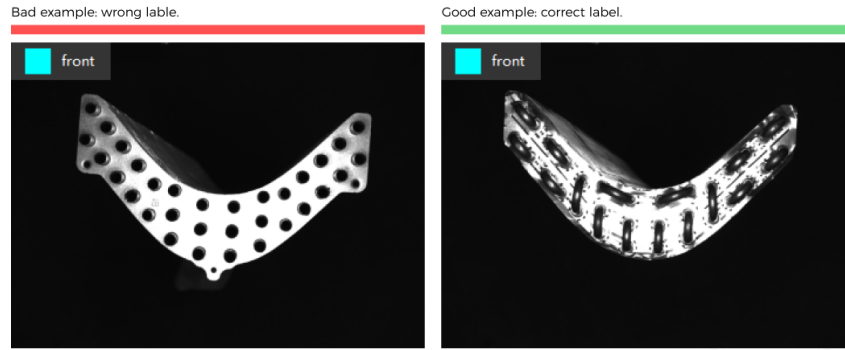 Bad example: wrong lable.
Good example: correct label.
front
front